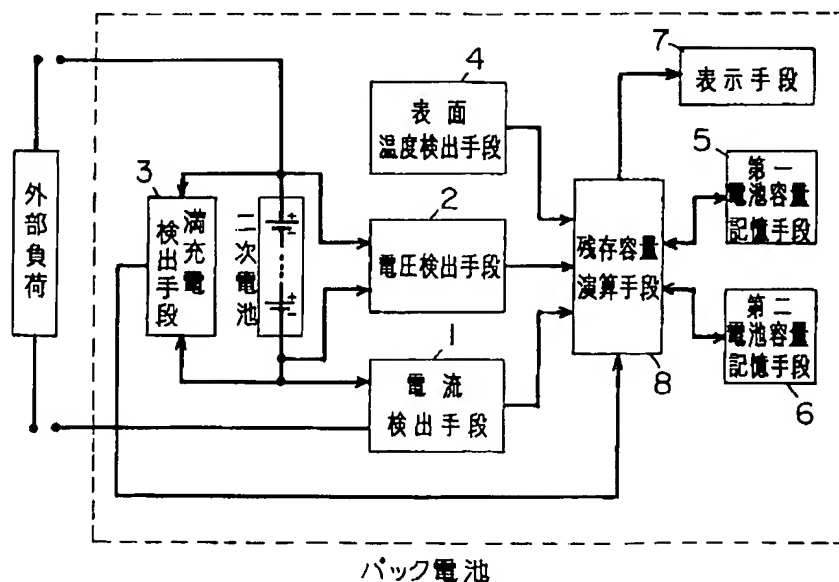 7
表示手段
4
表面
温度検出手段
5
第一
電池容量
記憶手段
3
満充電
検出手段
二次電池
外部負荷
2
電圧検出手段
残存容量
演算手段
8
第二
電池容量
記憶手段
6
1
電流
検出手段
パック電池